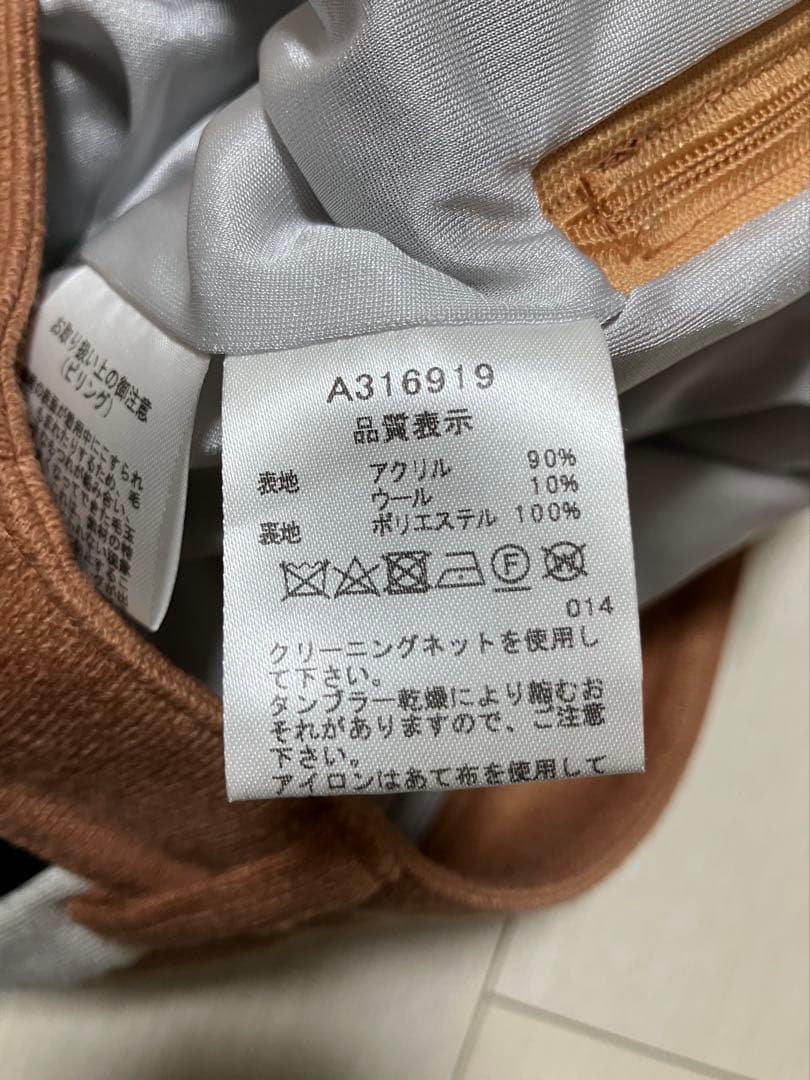 お取り扱い上の御注意
(ピリング)
A316919
品質表示
表地 アクリル 90%
ウール 10%
裏地 ポリエステル 100%
F W
014
クリーニングネットを使用し
て下さい。
タンブラー乾燥により縮むお
それがありますので、ご注意
下さい。
アイロンはあて布を使用して